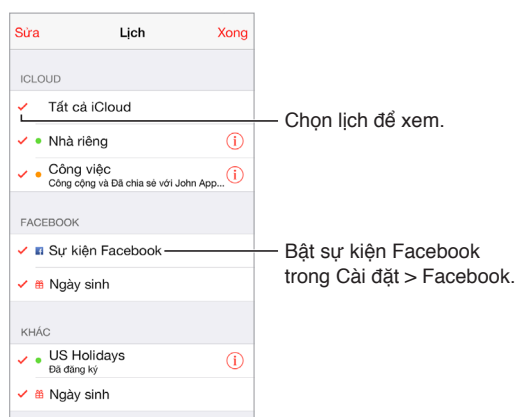 Sửa Lịch Xong
ICLOUD
Tất cả iCloud
Chọn lịch để xem.
Nhà riêng
Công việc
Công cộng và Đã chia sẻ với John App...
FACEBOOK
Sự kiện Facebook
Bật sự kiện Facebook
trong Cài đặt > Facebook.
Ngày sinh
KHÁC
US Holidays
Đã đăng ký
Ngày sinh